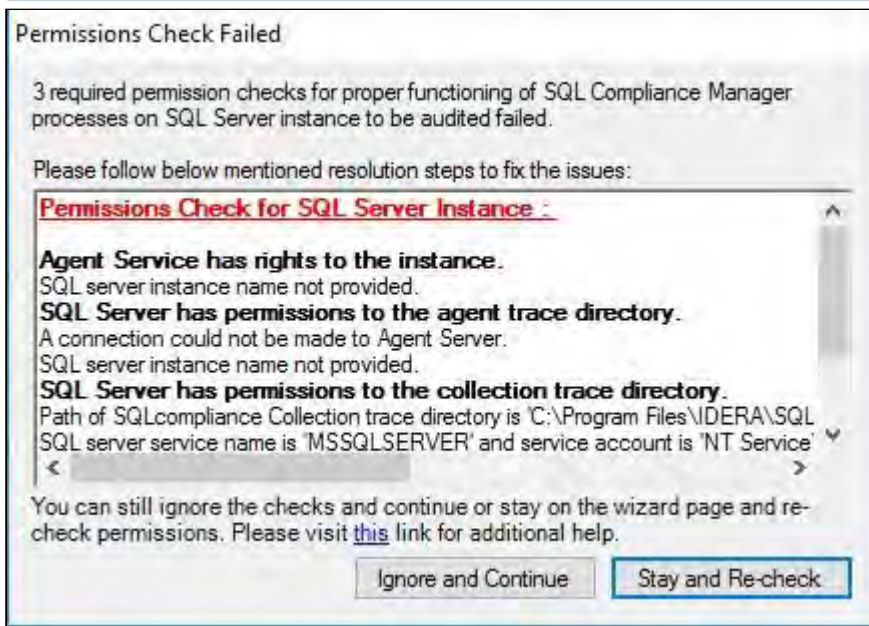 Permissions Check Failed
3 required permission checks for proper functioning of SQL Compliance Manager
processes on SQL Server instance to be audited failed.
Please follow below mentioned resolution steps to fix the issues:
Permissions Check for SQL Server Instance :
Agent Service has rights to the instance.
SQL server instance name not provided.
SQL Server has permissions to the agent trace directory.
A connection could not be made to Agent Server.
SQL server instance name not provided.
SQL Server has permissions to the collection trace directory.
Path of SQLcompliance Collection trace directory is 'C:\Program Files\IDERA\SQL
SQL server service name is 'MSSQLSERVER' and service account is 'NT Service'
You can still ignore the checks and continue or stay on the wizard page and re-
check permissions. Please visit this link for additional help.
Ignore and Continue
Stay and Re-check